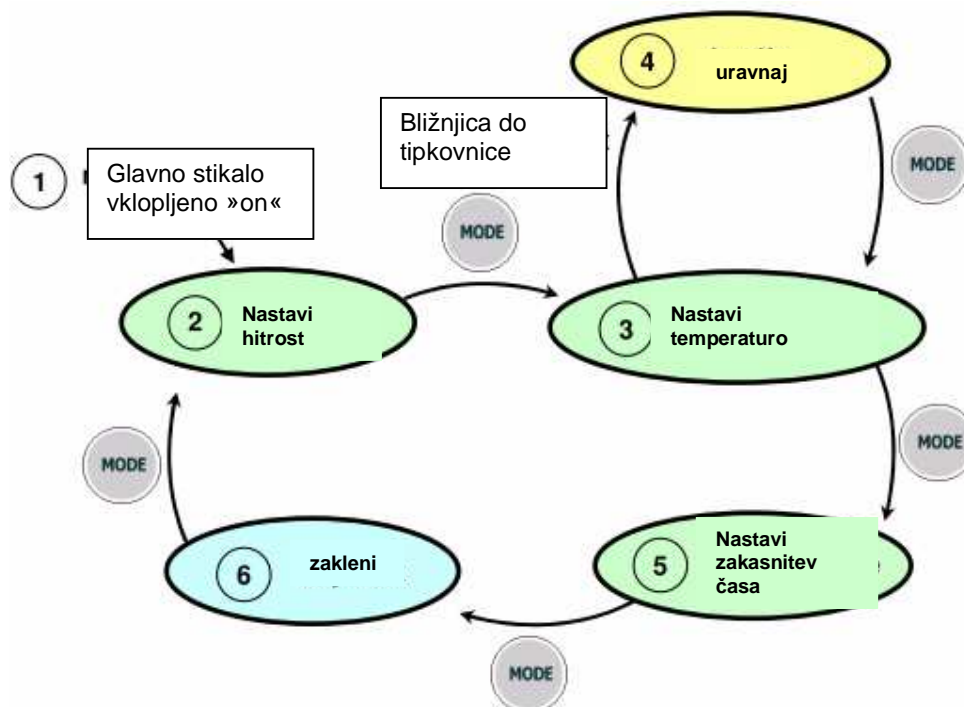 4
uravnaj
Bližnjica do
tipkovnice
MODE
1
Glavno stikalo
vklopljeno »on«
MODE
2
Nastavi
hitrost
3
Nastavi
temperaturo
MODE
MODE
6
zakleni
5
Nastavi
zakasnitev
časa
MODE